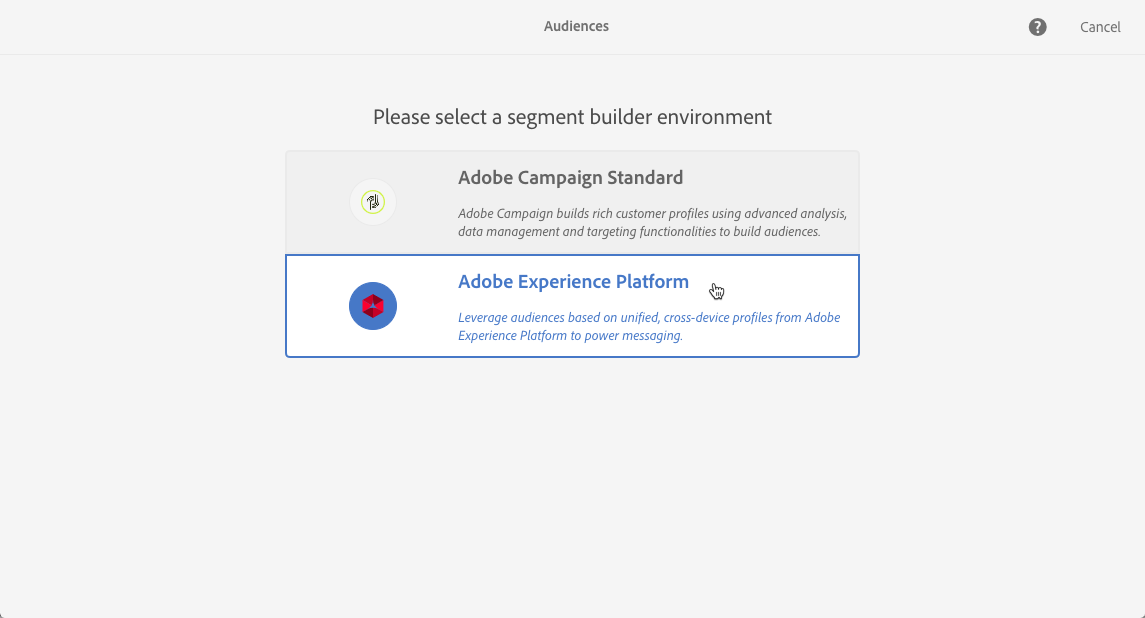 Audiences
?
Cancel
Please select a segment builder environment
Adobe Campaign Standard
Adobe Campaign builds rich customer profiles using advanced analysis,
data management and targeting functionalities to build audiences.
Adobe Experience Platform
Leverage audiences based on unified, cross-device profiles from Adobe
Experience Platform to power messaging.